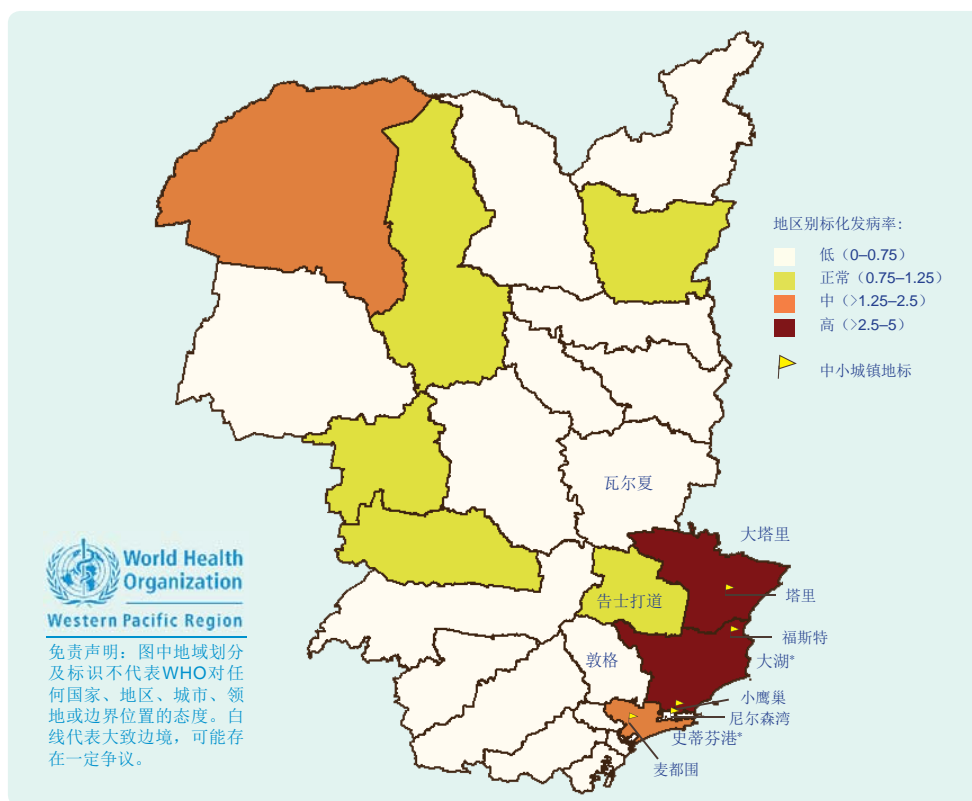 地区别标化发病率:
低（0–0.75）
正常（0.75–1.25）
中（>1.25–2.5）
高（>2.5–5）
中小城镇地标
瓦尔夏
大塔里
塔里
告士打道
福斯特
敦格
大湖*
小鹰巢
尼尔森湾
史蒂芬港*
麦都围
World Health
Organization
Western Pacific Region
免责声明：图中地域划分
及标识不代表WHO对任
何国家、地区、城市、领
地或边界位置的态度。白
线代表大致边境，可能存
在一定争议。